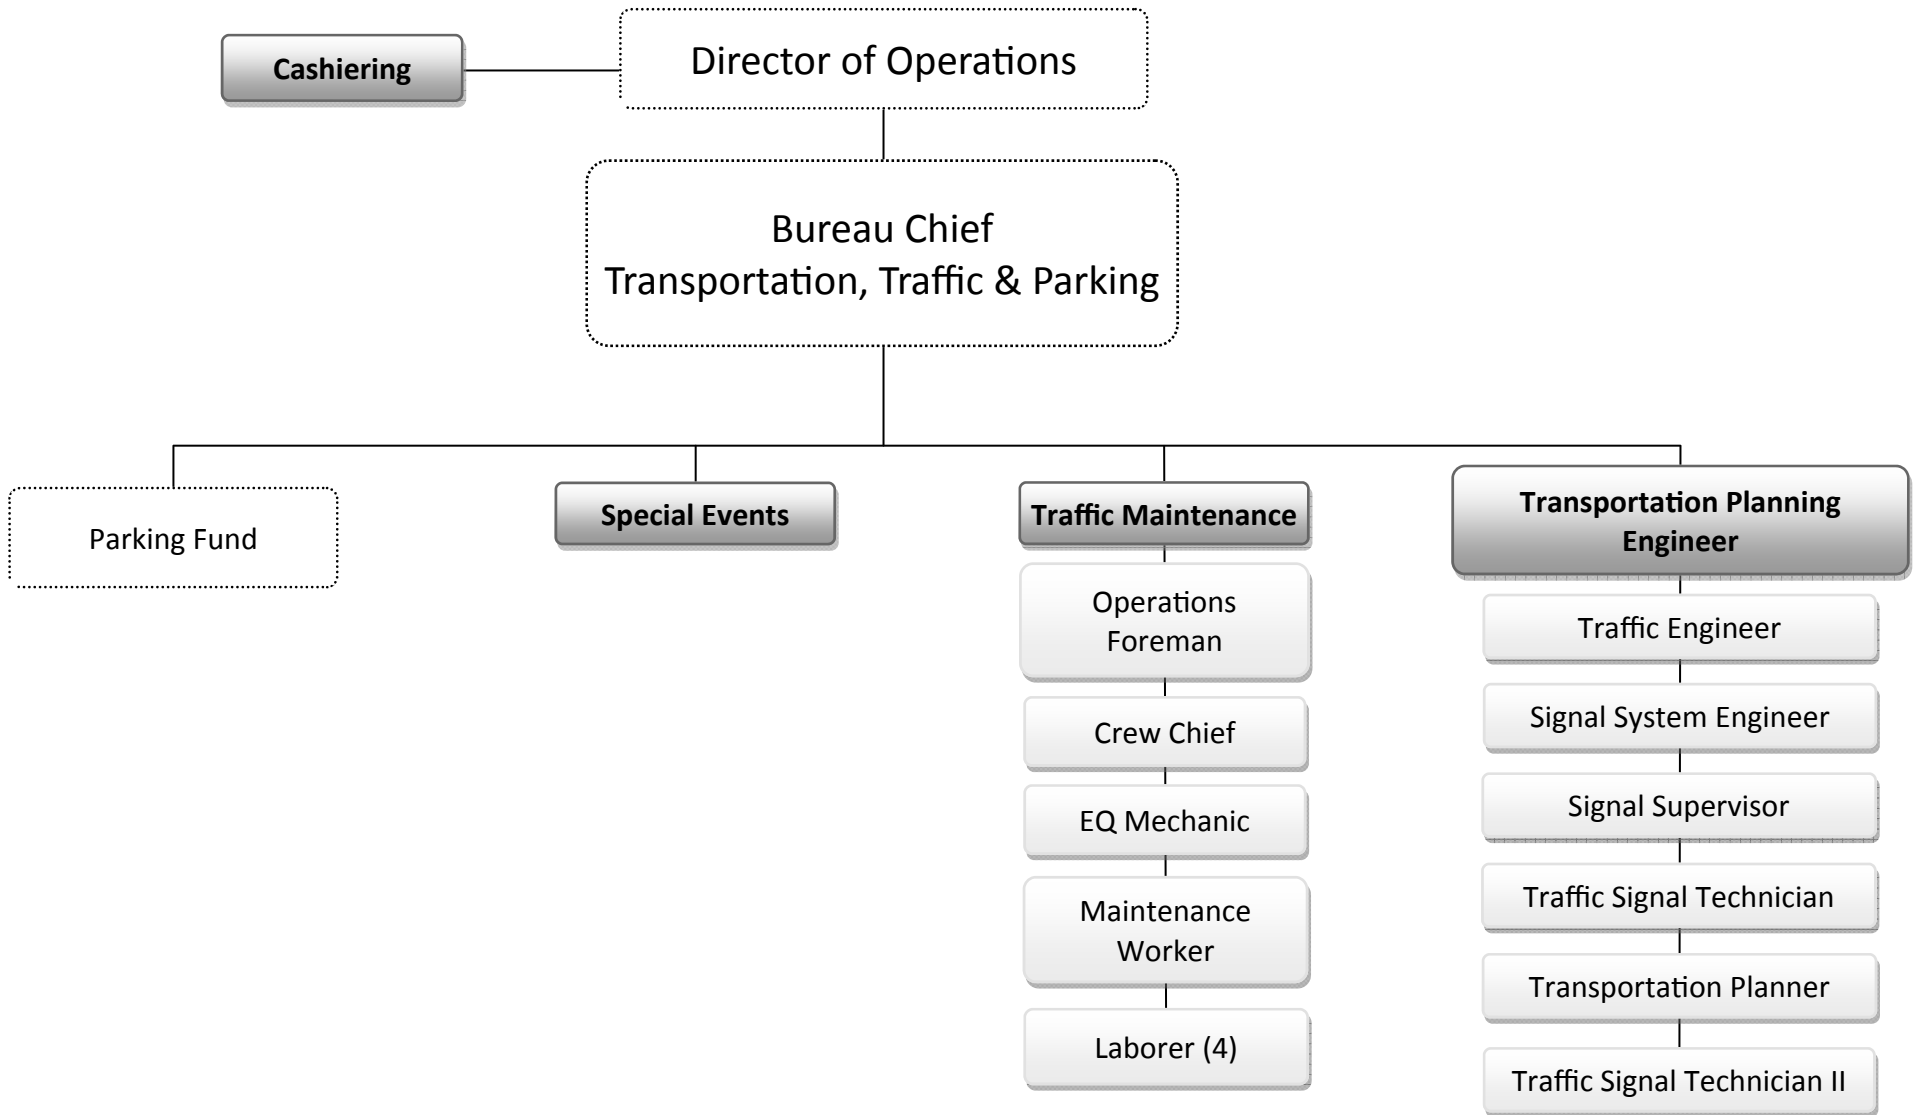 Cashiering
Director of Operations
Bureau Chief
Transportation, Traffic & Parking
Parking Fund
Special Events
Traffic Maintenance
Operations
Foreman
Crew Chief
EQ Mechanic
Maintenance
Worker
Laborer (4)
Transportation Planning
Engineer
Traffic Engineer
Signal System Engineer
Signal Supervisor
Traffic Signal Technician
Transportation Planner
Traffic Signal Technician II